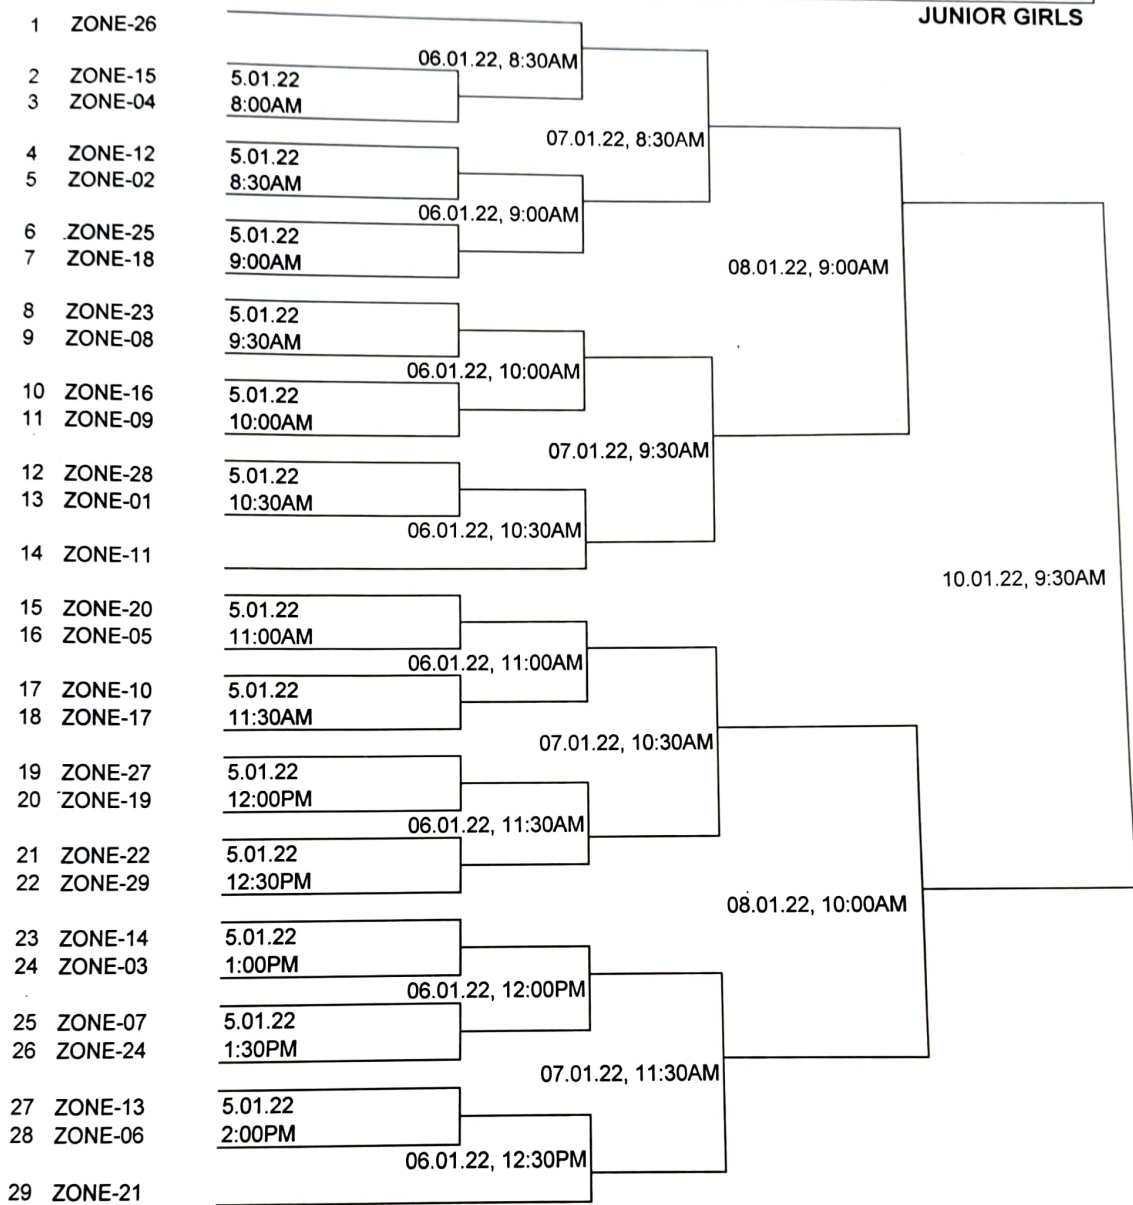 JUNIOR GIRLS
1 ZONE-26
06.01.22, 8:30AM
2 ZONE-15 5.01.22
3 ZONE-04 8:00AM
07.01.22, 8:30AM
4 ZONE-12 5.01.22
5 ZONE-02 8:30AM
06.01.22, 9:00AM
6 ZONE-25 5.01.22
7 ZONE-18 9:00AM
08.01.22, 9:00AM
8 ZONE-23 5.01.22
9 ZONE-08 9:30AM
06.01.22, 10:00AM
10 ZONE-16 5.01.22
11 ZONE-09 10:00AM
07.01.22, 9:30AM
12 ZONE-28 5.01.22
13 ZONE-01 10:30AM
06.01.22, 10:30AM
14 ZONE-11
10.01.22, 9:30AM
15 ZONE-20 5.01.22
16 ZONE-05 11:00AM
06.01.22, 11:00AM
17 ZONE-10 5.01.22
18 ZONE-17 11:30AM
07.01.22, 10:30AM
19 ZONE-27 5.01.22
20 ZONE-19 12:00PM
06.01.22, 11:30AM
21 ZONE-22 5.01.22
22 ZONE-29 12:30PM
08.01.22, 10:00AM
23 ZONE-14 5.01.22
24 ZONE-03 1:00PM
06.01.22, 12:00PM
25 ZONE-07 5.01.22
26 ZONE-24 1:30PM
07.01.22, 11:30AM
27 ZONE-13 5.01.22
28 ZONE-06 2:00PM
06.01.22, 12:30PM
29 ZONE-21